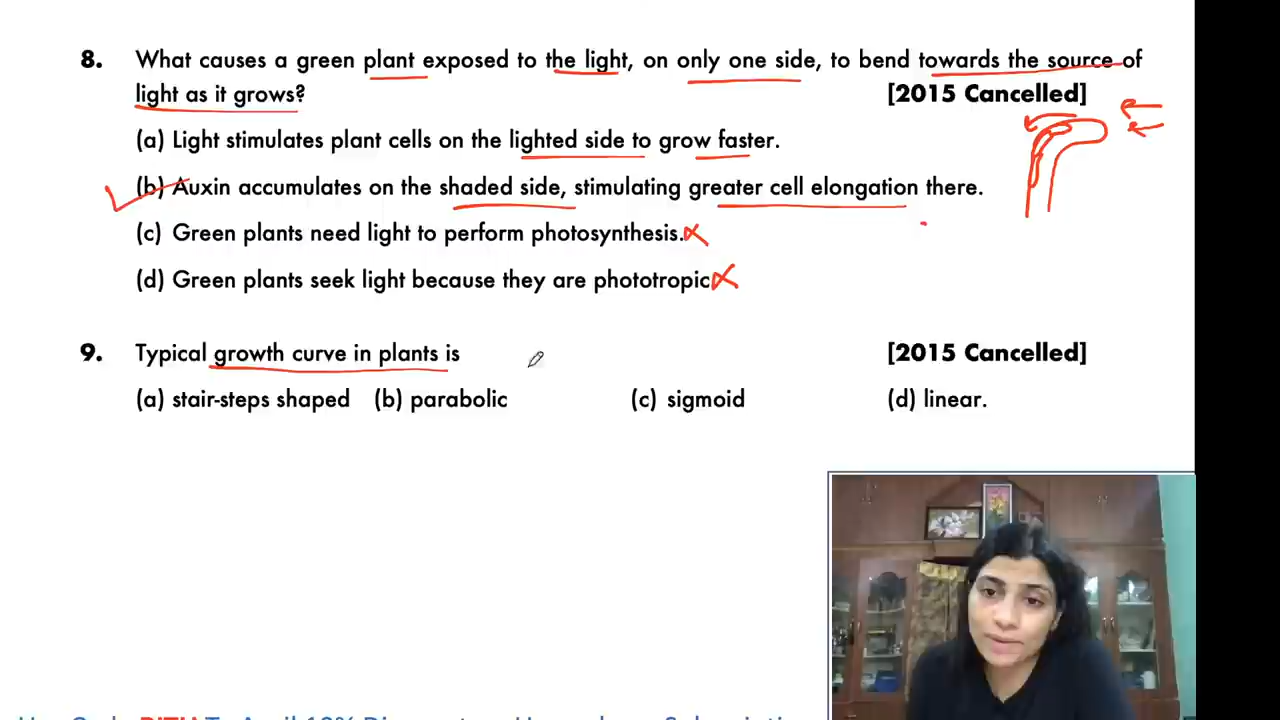 8. What causes a green plant exposed to the light, on only one side, to bend towards the source of
light as it grows? [2015 Cancelled]
(a) Light stimulates plant cells on the lighted side to grow faster.
(b) Auxin accumulates on the shaded side, stimulating greater cell elongation there.
(c) Green plants need light to perform photosynthesis.
(d) Green plants seek light because they are phototropic
9. Typical growth curve in plants is [2015 Cancelled]
(a) stair-steps shaped (b) parabolic (c) sigmoid (d) linear.